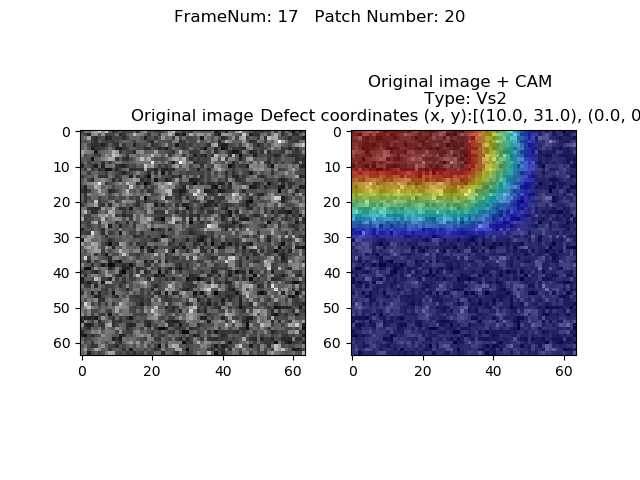 FrameNum: 17   Patch Number: 20
Original image + CAM
Type: Vs2
Original image
Defect coordinates (x, y):[(10.0, 31.0), (0.0, 0
0
10
20
30
40
50
60
0 20 40 60
0
10
20
30
40
50
60
0 20 40 60